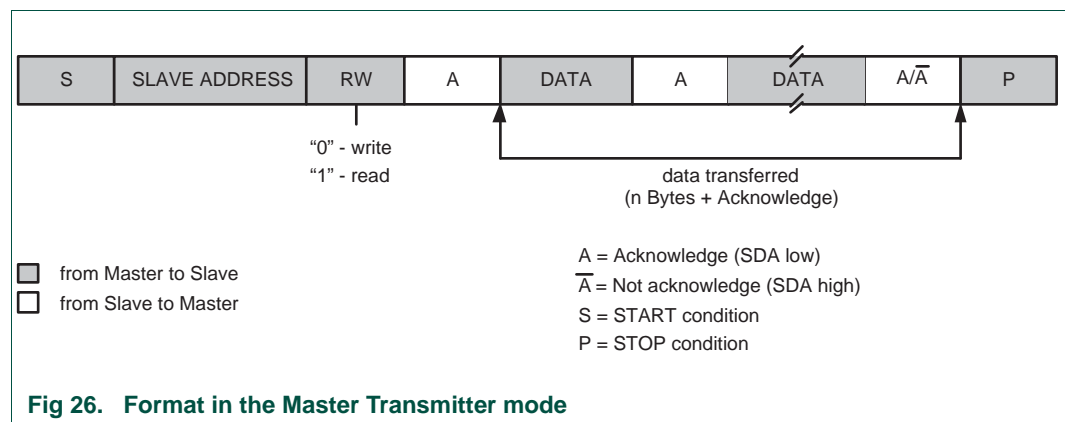 S SLAVE ADDRESS RW A DATA A DATA A/A̅ P
“0” - write
“1” - read
data transferred
(n Bytes + Acknowledge)
from Master to Slave
from Slave to Master
A = Acknowledge (SDA low)
A̅ = Not acknowledge (SDA high)
S = START condition
P = STOP condition
Fig 26. Format in the Master Transmitter mode